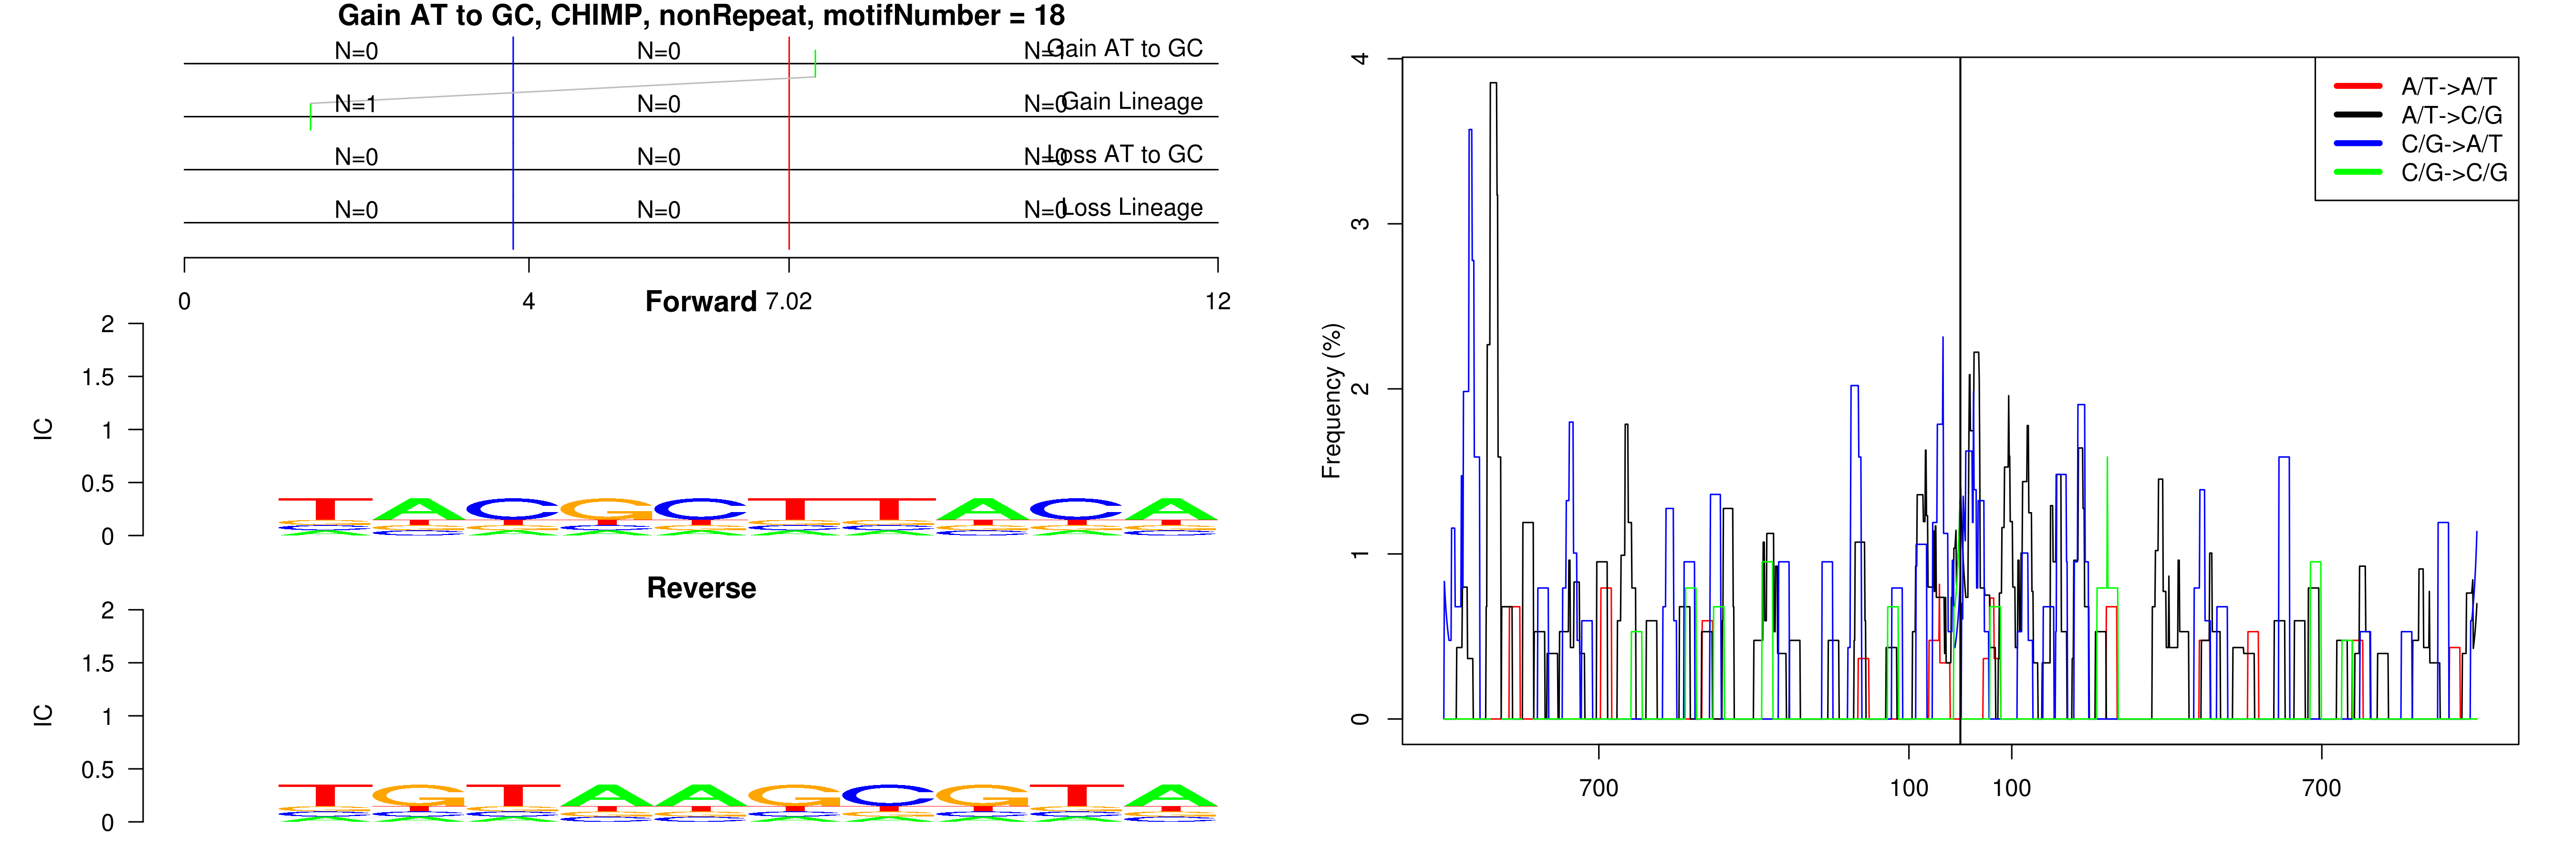 Gain AT to GC, CHIMP, nonRepeat, motifNumber = 18
N=0 N=0 N=1 Gain AT to GC
N=1 N=0 N=0 Gain Lineage
N=0 N=0 N=0 Loss AT to GC
N=0 N=0 N=0 Loss Lineage
0 4 7.02 12
Forward
2
1.5
1
0.5
0
IC
TACGCTTACA
Reverse
2
1.5
1
0.5
0
IC
TGTAAGCGTA
4
3
2
1
0
Frequency (%)
700 100 100 700
A/T->A/T
A/T->C/G
C/G->A/T
C/G->C/G